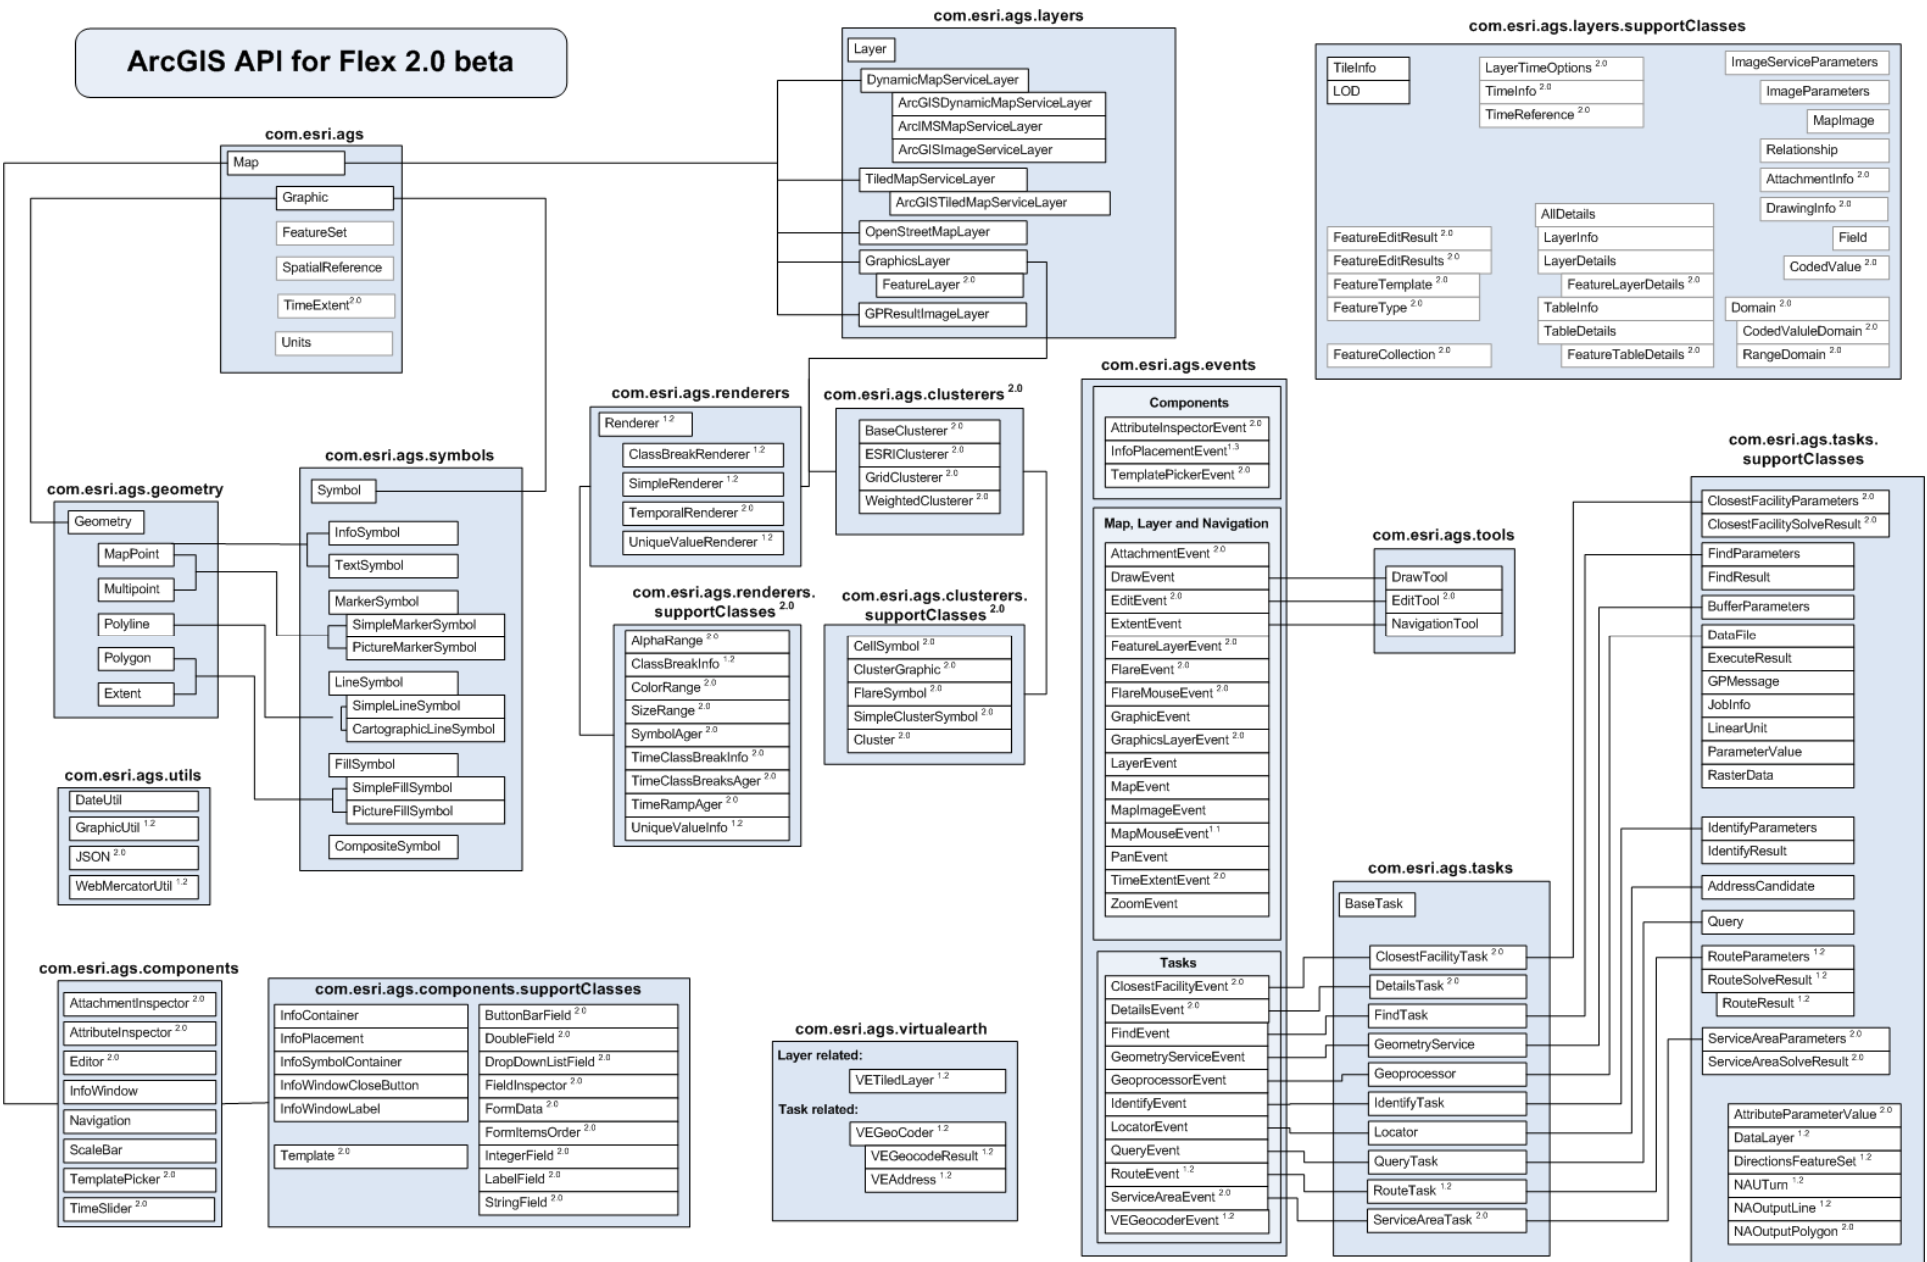 ArcGIS API for Flex 2.0 beta
com.esri.ags
Map
Graphic
FeatureSet
SpatialReference
TimeExtent2.0
Units
com.esri.ags.layers
Layer
DynamicMapServiceLayer
ArcGISDynamicMapServiceLayer
ArcIMSMapServiceLayer
ArcGISImageServiceLayer
TiledMapServiceLayer
ArcGISTiledMapServiceLayer
OpenStreetMapLayer
GraphicsLayer
FeatureLayer 2.0
GPResultImageLayer
com.esri.ags.layers.supportClasses
TileInfo
LOD
LayerTimeOptions 2.0
TimeInfo 2.0
TimeReference 2.0
ImageServiceParameters
ImageParameters
MapImage
Relationship
AttachmentInfo 2.0
DrawingInfo 2.0
Field
CodedValue 2.0
FeatureEditResult 2.0
FeatureEditResults 2.0
FeatureTemplate 2.0
FeatureType 2.0
FeatureCollection 2.0
AllDetails
LayerInfo
LayerDetails
FeatureLayerDetails 2.0
TableInfo
TableDetails
FeatureTableDetails 2.0
Domain 2.0
CodedValuleDomain 2.0
RangeDomain 2.0
com.esri.ags.geometry
Geometry
MapPoint
Multipoint
Polyline
Polygon
Extent
com.esri.ags.symbols
Symbol
InfoSymbol
TextSymbol
MarkerSymbol
SimpleMarkerSymbol
PictureMarkerSymbol
LineSymbol
SimpleLineSymbol
CartographicLineSymbol
FillSymbol
SimpleFillSymbol
PictureFillSymbol
CompositeSymbol
com.esri.ags.renderers
Renderer 1.2
ClassBreakRenderer 1.2
SimpleRenderer 1.2
TemporalRenderer 2.0
UniqueValueRenderer 1.2
com.esri.ags.clusterers 2.0
BaseClusterer 2.0
ESRIClusterer 2.0
GridClusterer 2.0
WeightedClusterer 2.0
com.esri.ags.renderers.
supportClasses 2.0
AlphaRange 2.0
ClassBreakInfo 1.2
ColorRange 2.0
SizeRange 2.0
SymbolAger 2.0
TimeClassBreakInfo 2.0
TimeClassBreaksAger 2.0
TimeRampAger 2.0
UniqueValueInfo 1.2
com.esri.ags.clusterers.
supportClasses 2.0
CellSymbol 2.0
ClusterGraphic 2.0
FlareSymbol 2.0
SimpleClusterSymbol 2.0
Cluster 2.0
com.esri.ags.events
Components
AttributeInspectorEvent 2.0
InfoPlacementEvent1.3
TemplatePickerEvent 2.0
Map, Layer and Navigation
AttachmentEvent 2.0
DrawEvent
EditEvent 2.0
ExtentEvent
FeatureLayerEvent 2.0
FlareEvent 2.0
FlareMouseEvent 2.0
GraphicEvent
GraphicsLayerEvent 2.0
LayerEvent
MapEvent
MapImageEvent
MapMouseEvent1.1
PanEvent
TimeExtentEvent 2.0
ZoomEvent
Tasks
ClosestFacilityEvent 2.0
DetailsEvent 2.0
FindEvent
GeometryServiceEvent
GeoprocessorEvent
IdentifyEvent
LocatorEvent
QueryEvent
RouteEvent 1.2
ServiceAreaEvent 2.0
VEGeocoderEvent 1.2
com.esri.ags.tools
DrawTool
EditTool 2.0
NavigationTool
com.esri.ags.tasks
BaseTask
ClosestFacilityTask 2.0
DetailsTask 2.0
FindTask
GeometryService
Geoprocessor
IdentifyTask
Locator
QueryTask
RouteTask 1.2
ServiceAreaTask 2.0
com.esri.ags.tasks.
supportClasses
ClosestFacilityParameters 2.0
ClosestFacilitySolveResult 2.0
FindParameters
FindResult
BufferParameters
DataFile
ExecuteResult
GPMessage
JobInfo
LinearUnit
ParameterValue
RasterData
IdentifyParameters
IdentifyResult
AddressCandidate
Query
RouteParameters 1.2
RouteSolveResult 1.2
RouteResult 1.2
ServiceAreaParameters 2.0
ServiceAreaSolveResult 2.0
AttributeParameterValue 2.0
DataLayer 1.2
DirectionsFeatureSet 1.2
NAUTurn 1.2
NAOutputLine 1.2
NAOutputPolygon 2.0
com.esri.ags.utils
DateUtil
GraphicUtil 1.2
JSON 2.0
WebMercatorUtil 1.2
com.esri.ags.components
AttachmentInspector 2.0
AttributeInspector 2.0
Editor 2.0
InfoWindow
Navigation
ScaleBar
TemplatePicker 2.0
TimeSlider 2.0
com.esri.ags.components.supportClasses
InfoContainer
InfoPlacement
InfoSymbolContainer
InfoWindowCloseButton
InfoWindowLabel
Template 2.0
ButtonBarField 2.0
DoubleField 2.0
DropDownListField 2.0
FieldInspector 2.0
FormData 2.0
FormItemsOrder 2.0
IntegerField 2.0
LabelField 2.0
StringField 2.0
com.esri.ags.virtualearth
Layer related:
VETiledLayer 1.2
Task related:
VEGeoCoder 1.2
VEGeocodeResult 1.2
VEAddress 1.2